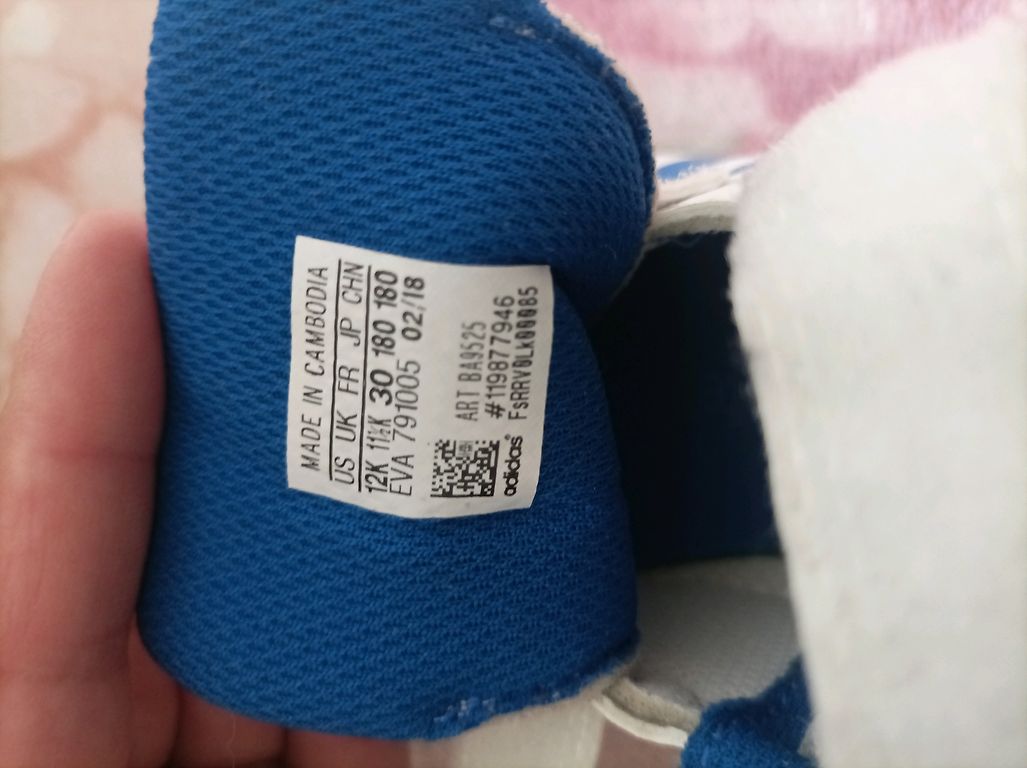 MADE IN CAMBODIA
US UK FR JP CHN
12K 11½K 30 180 180
EVA 791005 02/18
ART BA9525
#119877946
FsRRV0Lk00085
adidas